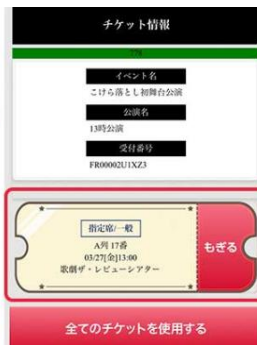 チケット情報
イベント名
こけら落とし初舞台公演
公演名
13時公演
受付番号
FR00002U1XZ3
指定席/一般
A列 17番
03/27[金]13:00
歌劇ザ・レビューシアター
もぎる
全てのチケットを使用する